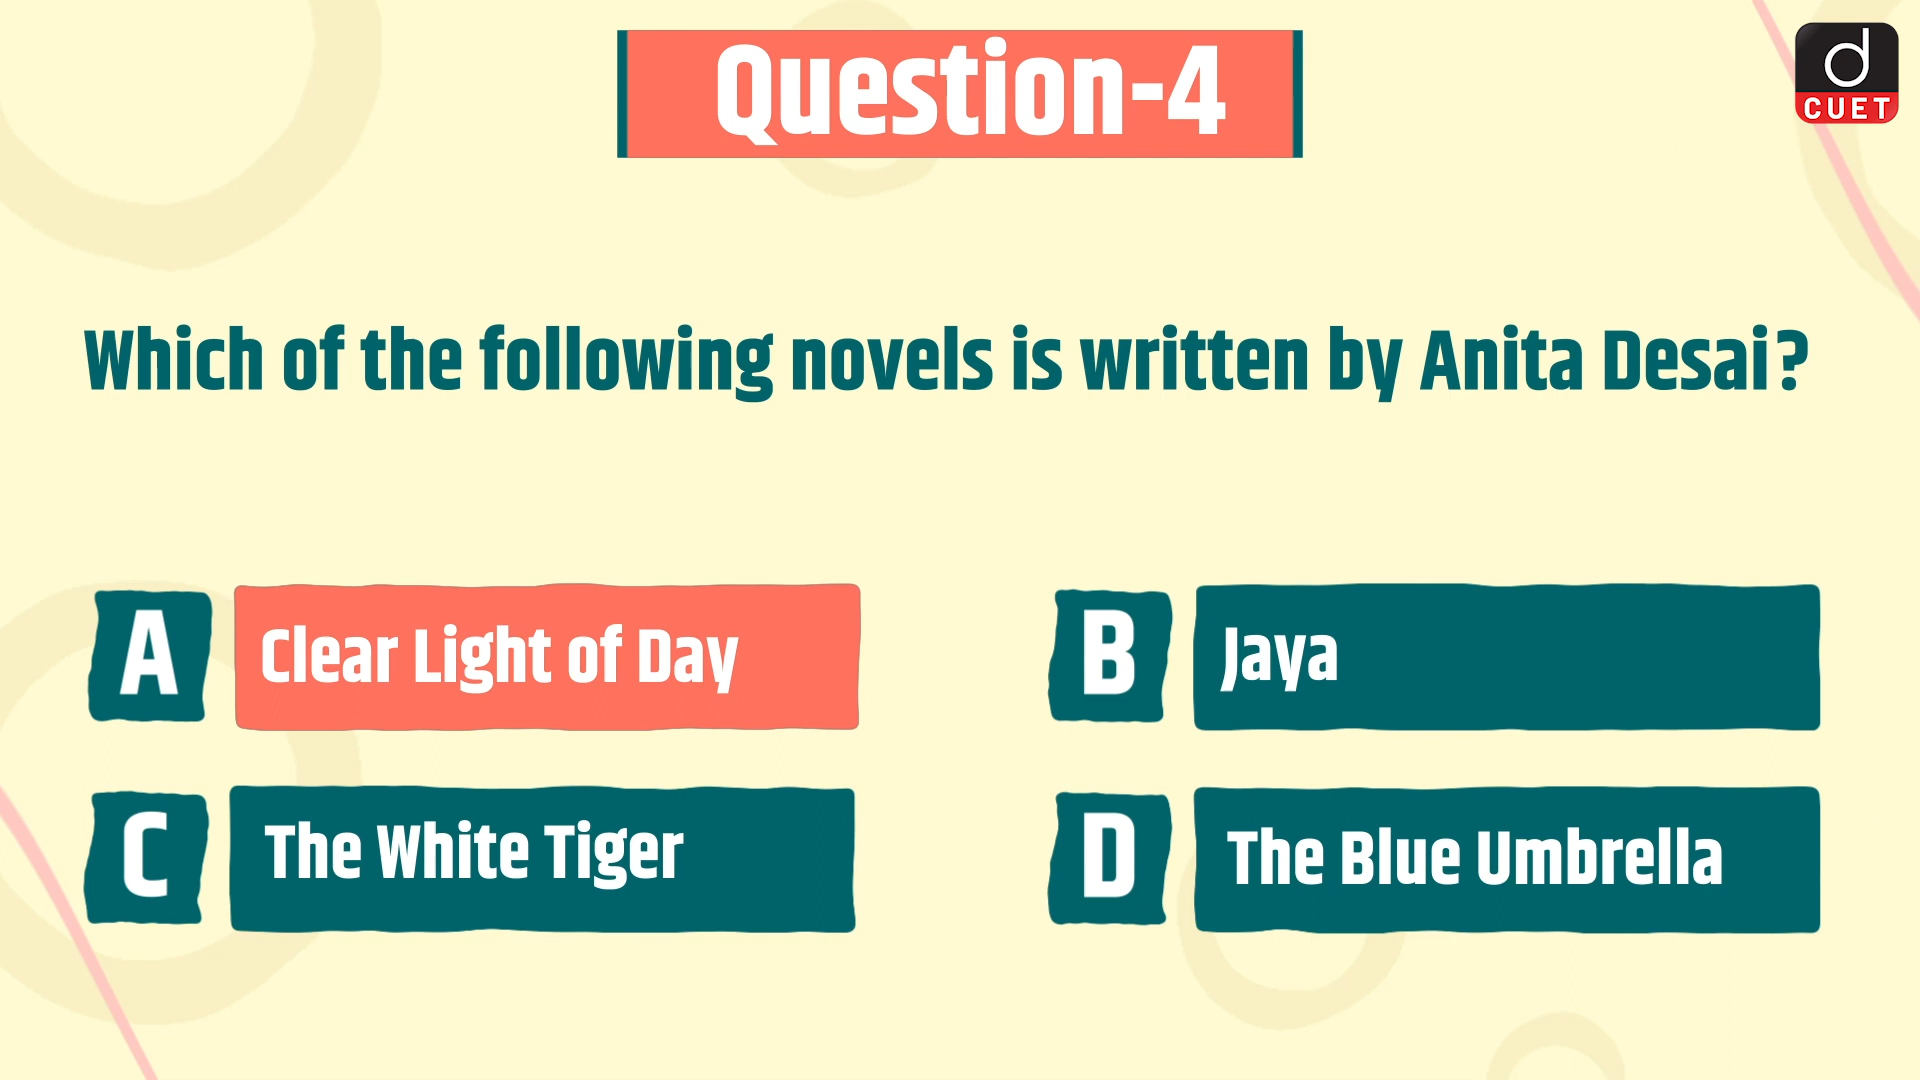 Question-4
d
CUET
Which of the following novels is written by Anita Desai?
A
Clear Light of Day
B
Jaya
C
The White Tiger
D
The Blue Umbrella